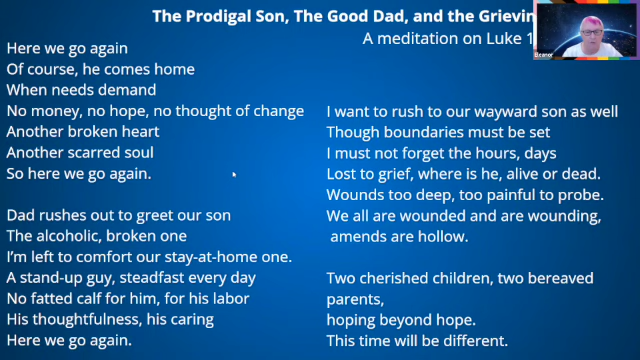 The Prodigal Son, The Good Dad, and the
A meditation on Luke
Here we go again
Of course, he comes home
When needs demand
No money, no hope, no thought of change
Another broken heart
Another scarred soul
So here we go again.
Dad rushes out to greet our son
The alcoholic, broken one
I'm left to comfort our stay-at-home one.
A stand-up guy, steadfast every day
No fatted calf for him, for his labor
His thoughtfulness, his caring
Here we go again.
I want to rush to our wayward son as well
Though boundaries must be set
I must not forget the hours, days
Lost to grief, where is he, alive or dead.
Wounds too deep, too painful to probe.
We all are wounded and are wounding,
amends are hollow.
Two cherished children, two bereaved
parents,
hoping beyond hope.
This time will be different.
Eleanor